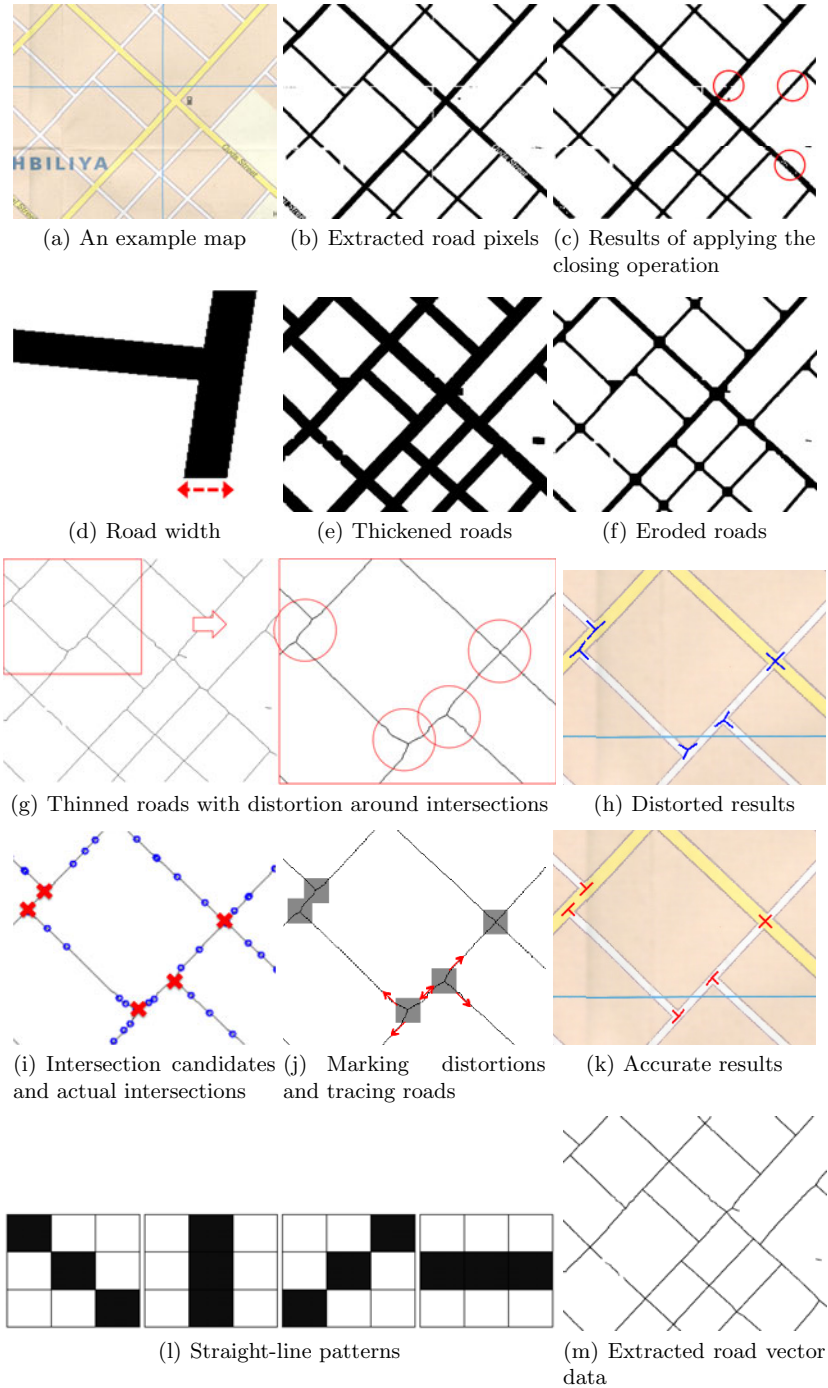 HBILIYA
Quds Street
(a) An example map
(b) Extracted road pixels
(c) Results of applying the
closing operation
(d) Road width
(e) Thickened roads
(f) Eroded roads
(g) Thinned roads with distortion around intersections
(h) Distorted results
(i) Intersection candidates
and actual intersections
(j) Marking distortions
and tracing roads
(k) Accurate results
(l) Straight-line patterns
(m) Extracted road vector
data